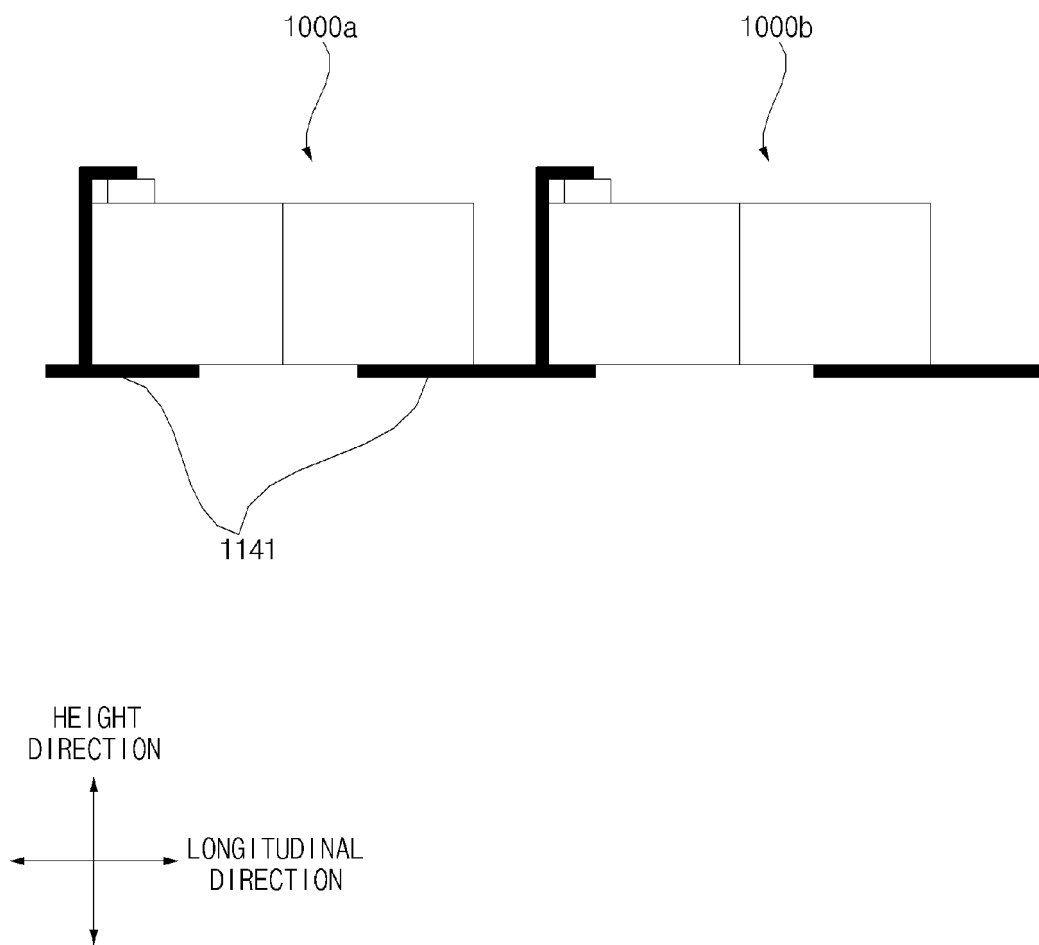 1000a
1000b
1141
HEIGHT
DIRECTION
LONGITUDINAL
DIRECTION